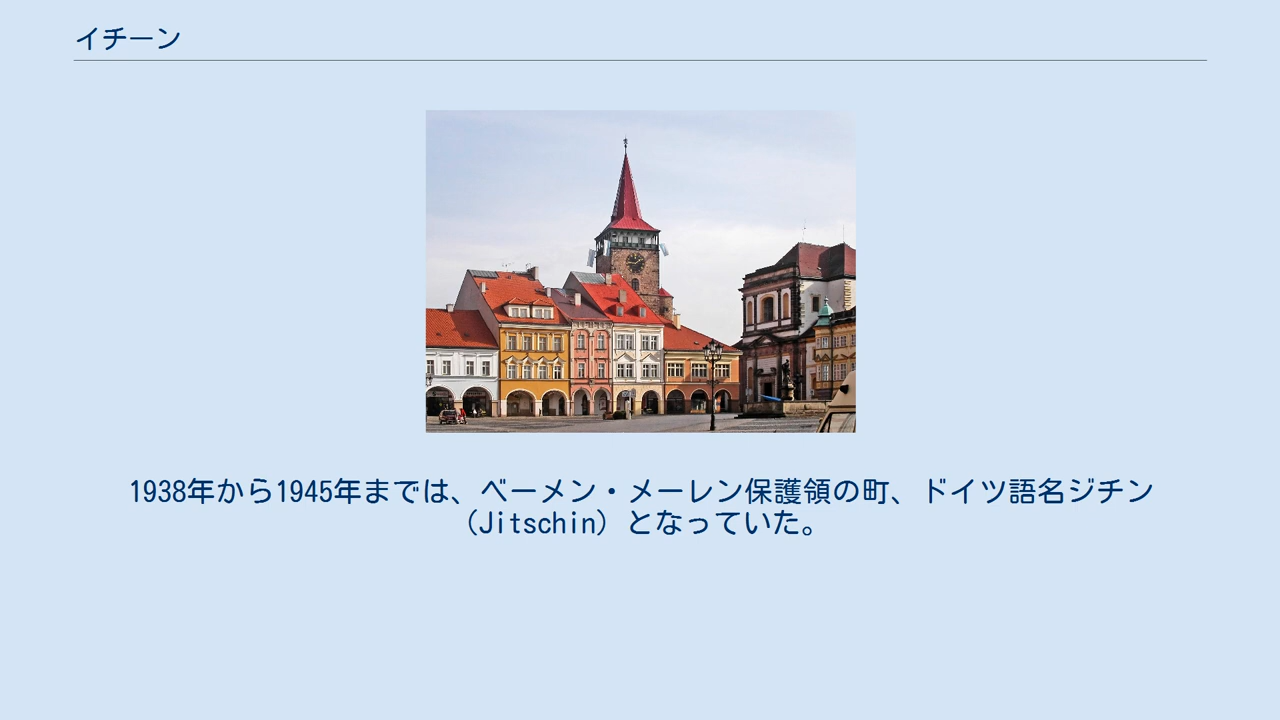 イチーン
1938年から1945年までは、ベーメン・メーレン保護領の町、ドイツ語名ジチン
（Jitschin）となっていた。